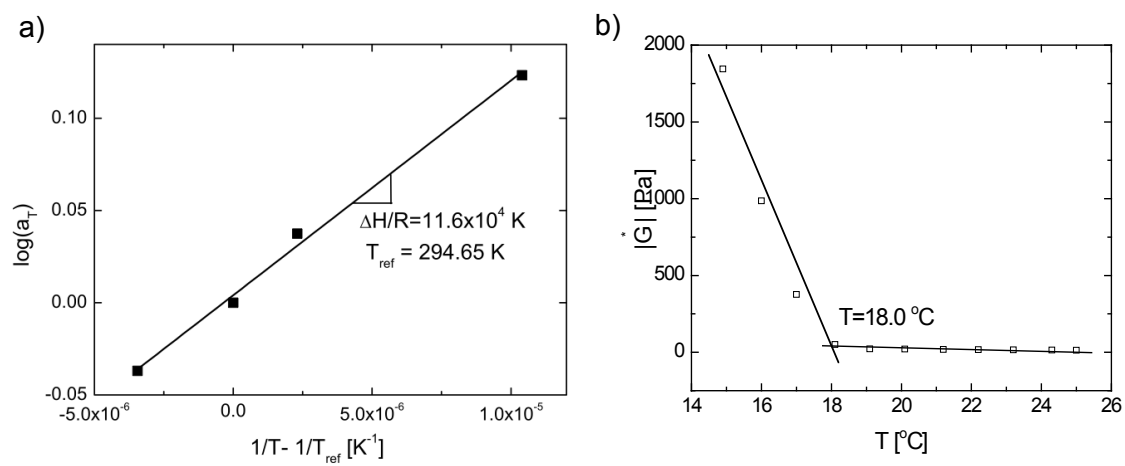 a)
0.10
0.05
0.00
-0.05
log(a_T)
ΔH/R=11.6x10⁴ K
T_ref = 294.65 K
-5.0x10⁻⁶ 0.0 5.0x10⁻⁶ 1.0x10⁻⁵
1/T- 1/T_ref [K⁻¹]
b)
2000
1500
1000
500
0
|G*| [Pa]
T=18.0 °C
14 16 18 20 22 24 26
T [°C]